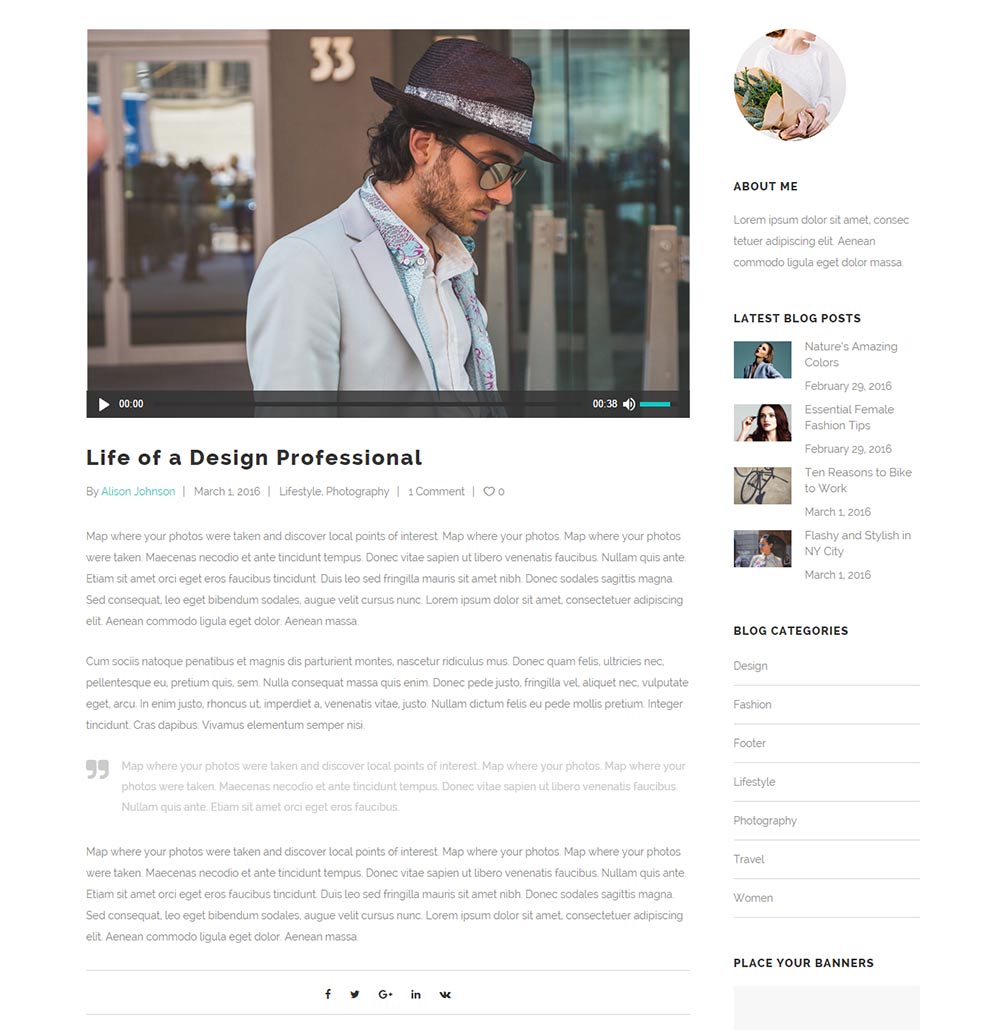 33
00:00
00:38
Life of a Design Professional
By Alison Johnson | March 1, 2016 | Lifestyle, Photography | 1 Comment | 0
Map where your photos were taken and discover local points of interest. Map where your photos. Map where your photos
were taken. Maecenas necodio et ante tincidunt tempus. Donec vitae sapien ut libero venenatis faucibus. Nullam quis ante.
Etiam sit amet orci eget eros faucibus tincidunt. Duis leo sed fringilla mauris sit amet nibh. Donec sodales sagittis magna.
Sed consequat, leo eget bibendum sodales, augue velit cursus nunc. Lorem ipsum dolor sit amet, consectetuer adipiscing
elit. Aenean commodo ligula eget dolor. Aenean massa.
Cum sociis natoque penatibus et magnis dis parturient montes, nascetur ridiculus mus. Donec quam felis, ultricies nec,
pellentesque eu, pretium quis, sem. Nulla consequat massa quis enim. Donec pede justo, fringilla vel, aliquet nec, vulputate
eget, arcu. In enim justo, rhoncus ut, imperdiet a, venenatis vitae, justo. Nullam dictum felis eu pede mollis pretium. Integer
tincidunt. Cras dapibus. Vivamus elementum semper nisi.
Map where your photos were taken and discover local points of interest. Map where your photos. Map where your
photos were taken. Maecenas necodio et ante tincidunt tempus. Donec vitae sapien ut libero venenatis faucibus.
Nullam quis ante. Etiam sit amet orci eget eros faucibus.
Map where your photos were taken and discover local points of interest. Map where your photos. Map where your photos
were taken. Maecenas necodio et ante tincidunt tempus. Donec vitae sapien ut libero venenatis faucibus. Nullam quis ante.
Etiam sit amet orci eget eros faucibus tincidunt. Duis leo sed fringilla mauris sit amet nibh. Donec sodales sagittis magna.
Sed consequat, leo eget bibendum sodales, augue velit cursus nunc. Lorem ipsum dolor sit amet, consectetuer adipiscing
elit. Aenean commodo ligula eget dolor. Aenean massa.
ABOUT ME
Lorem ipsum dolor sit amet, consec
tetuer adipiscing elit. Aenean
commodo ligula eget dolor massa
LATEST BLOG POSTS
Nature's Amazing
Colors
February 29, 2016
Essential Female
Fashion Tips
February 29, 2016
Ten Reasons to Bike
to Work
March 1, 2016
Flashy and Stylish in
NY City
March 1, 2016
BLOG CATEGORIES
Design
Fashion
Footer
Lifestyle
Photography
Travel
Women
PLACE YOUR BANNERS